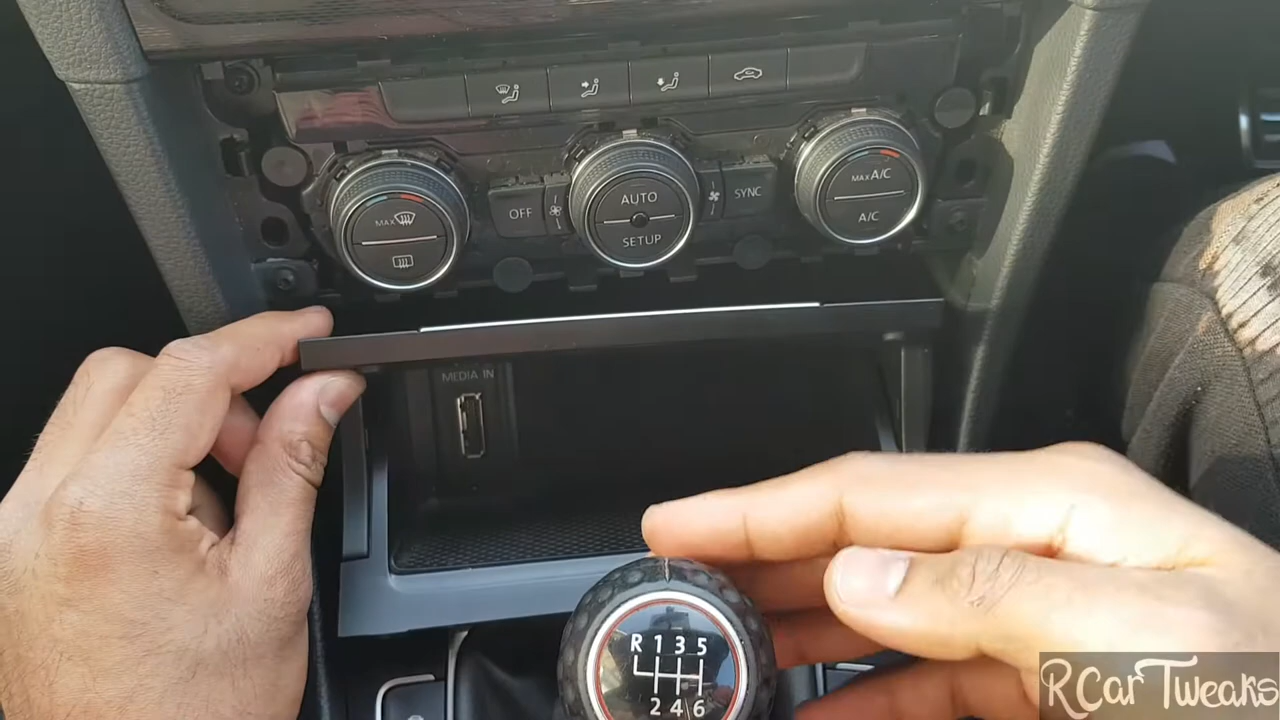 OFF
AUTO
SETUP
SYNC
MAX
MAX A/C
A/C
MEDIA IN
R 1 3 5
2 4 6
RCar Tweaks